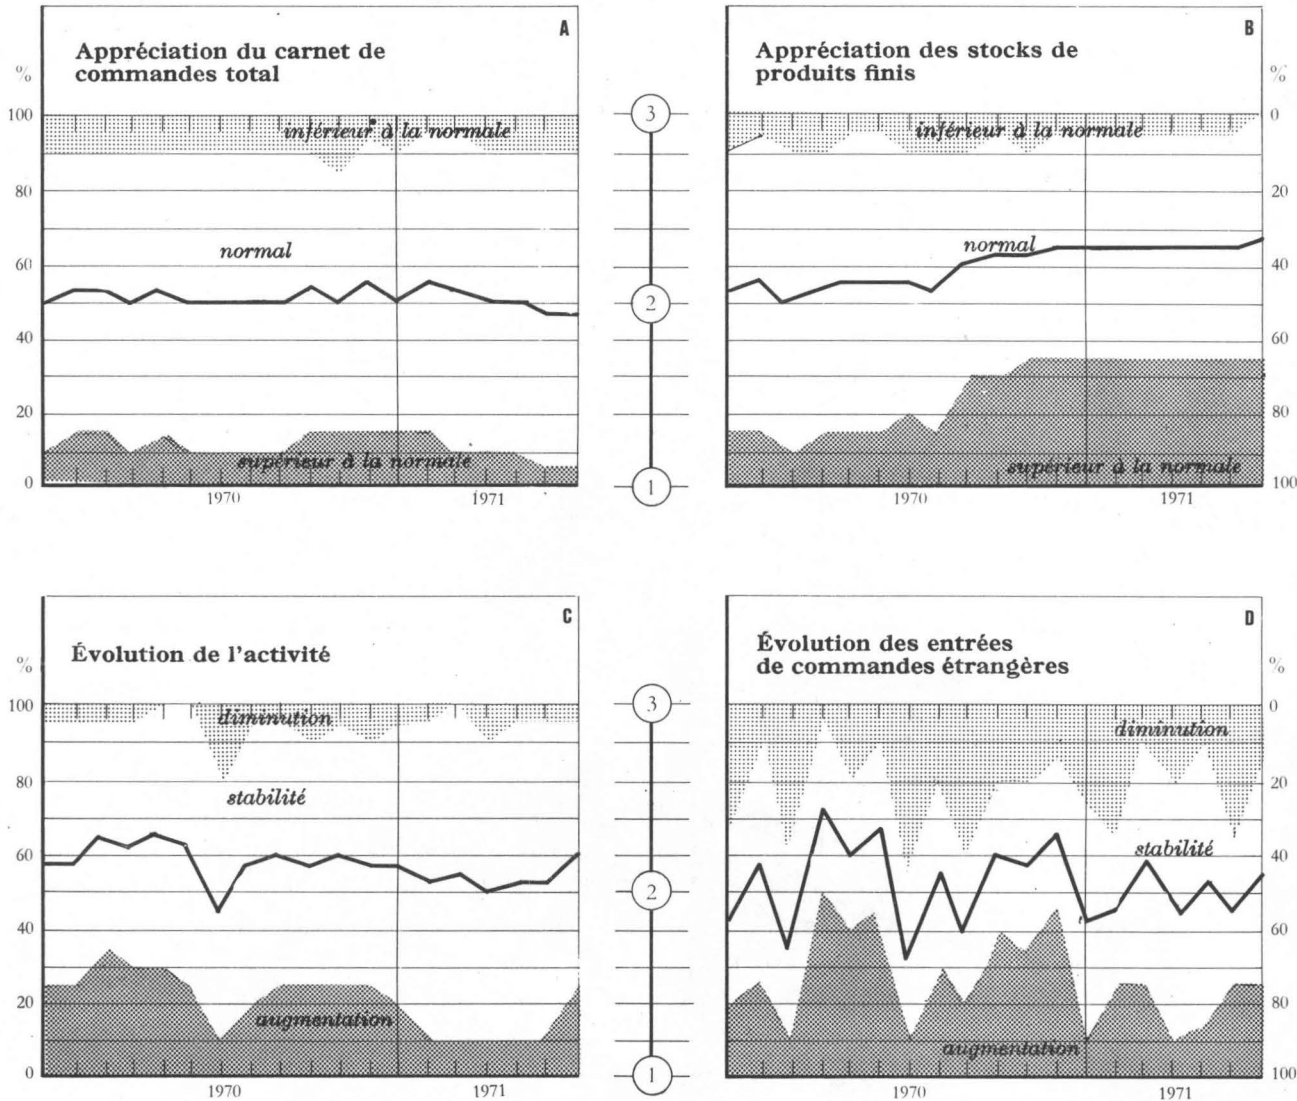 A
Appréciation du carnet de
commandes total
%
100
80
60
40
20
0
inférieur à la normale
normal
supérieur à la normale
1970
1971
3
2
1
B
Appréciation des stocks de
produits finis
%
0
20
40
60
80
100
inférieur à la normale
normal
supérieur à la normale
1970
1971
C
Évolution de l'activité
%
100
80
60
40
20
0
diminution
stabilité
augmentation
1970
1971
3
2
1
D
Évolution des entrées
de commandes étrangères
%
0
20
40
60
80
100
diminution
stabilité
augmentation
1970
1971